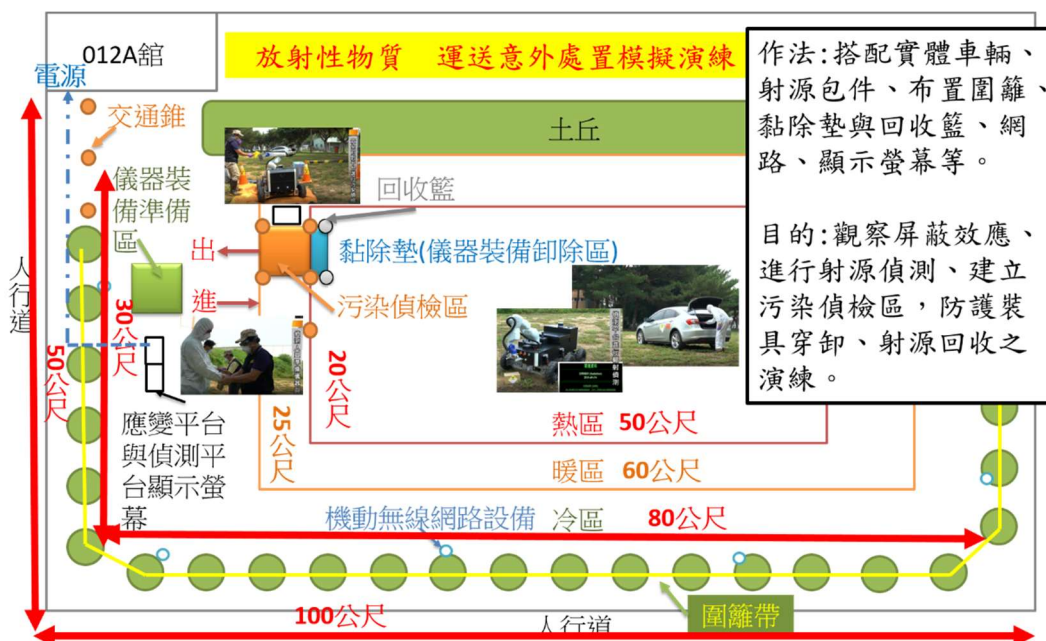 012A舘
放射性物質　運送意外處置模擬演練
作法:搭配實體車輛、
射源包件、布置圍籬、
黏除墊與回收籃、網
路、顯示螢幕等。
目的:觀察屏蔽效應、
進行射源偵測、建立
污染偵檢區，防護裝
具穿卸、射源回收之
演練。
電源
交通錐
土丘
儀器裝
備準備
區
回收籃
出
黏除墊(儀器裝備卸除區)
進
污染偵檢區
人行道
30公尺
50公尺
20公尺
25公尺
應變平台
與偵測平
台顯示螢
幕
熱區 50公尺
暖區 60公尺
機動無線網路設備
冷區 80公尺
100公尺
人行道
圍籬帶